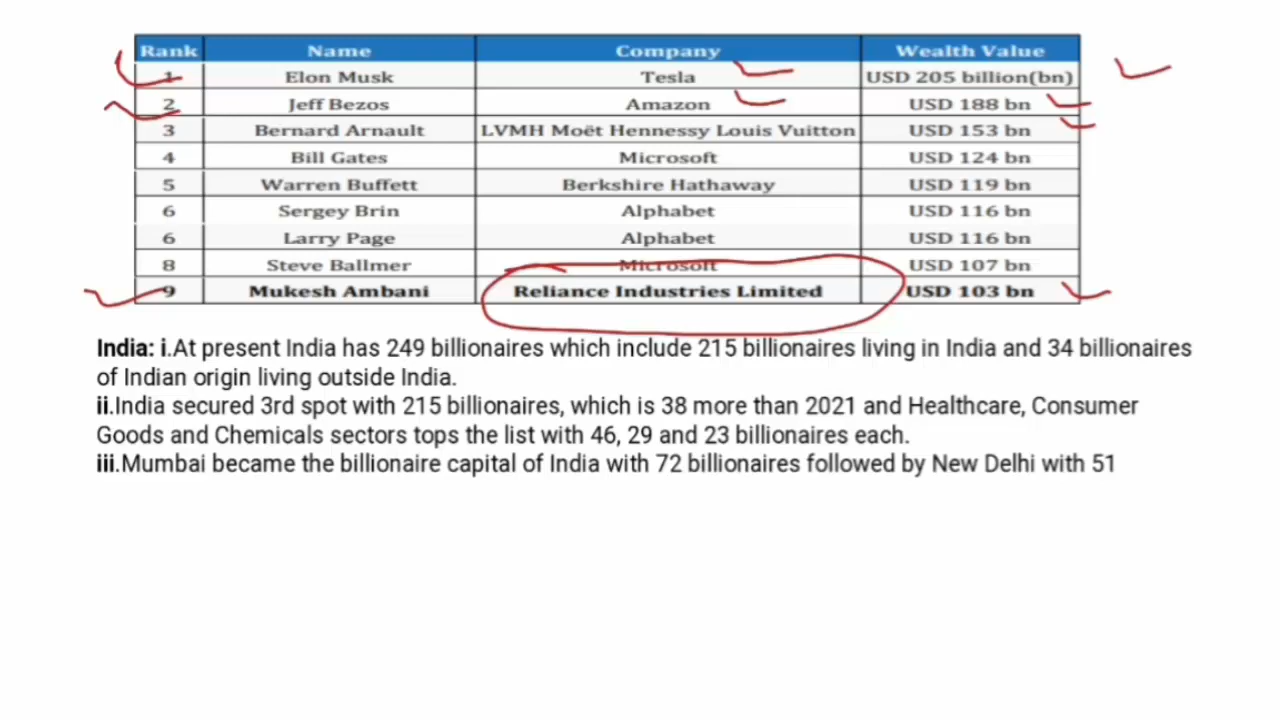 Rank Name Company Wealth Value
1 Elon Musk Tesla USD 205 billion(bn)
2 Jeff Bezos Amazon USD 188 bn
3 Bernard Arnault LVMH Moët Hennessy Louis Vuitton USD 153 bn
4 Bill Gates Microsoft USD 124 bn
5 Warren Buffett Berkshire Hathaway USD 119 bn
6 Sergey Brin Alphabet USD 116 bn
6 Larry Page Alphabet USD 116 bn
8 Steve Ballmer Microsoft USD 107 bn
9 Mukesh Ambani Reliance Industries Limited USD 103 bn
India: i.At present India has 249 billionaires which include 215 billionaires living in India and 34 billionaires
of Indian origin living outside India.
ii.India secured 3rd spot with 215 billionaires, which is 38 more than 2021 and Healthcare, Consumer
Goods and Chemicals sectors tops the list with 46, 29 and 23 billionaires each.
iii.Mumbai became the billionaire capital of India with 72 billionaires followed by New Delhi with 51